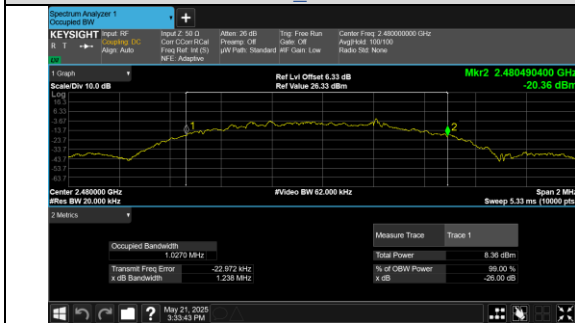 Spectrum Analyzer 1
Occupied BW
+
KEYSIGHT Input: RF Input Z: 50 Ω Atten: 26 dB Trig: Free Run Center Freq: 2.480000000 GHz
R T Coupling: DC Corr CCorr RCal Preamp: Off Gate: Off Avg|Hold: 100/100
Align: Auto Freq Ref: Int (S) µW Path: Standard #IF Gain: Low Radio Std: None
NFE: Adaptive
1 Graph Ref Lvl Offset 6.33 dB Mkr2 2.480490400 GHz
Scale/Div 10.0 dB Ref Value 26.33 dBm -20.36 dBm
Log
16.3
6.33
-3.67
-13.7
-23.7
-33.7
-43.7
-53.7
-63.7
1
2
Center 2.480000 GHz #Video BW 62.000 kHz Span 2 MHz
#Res BW 20.000 kHz Sweep 5.33 ms (10000 pts
2 Metrics
Measure Trace Trace 1
Occupied Bandwidth
1.0270 MHz Total Power 8.36 dBm
Transmit Freq Error -22.972 kHz % of OBW Power 99.00 %
x dB Bandwidth 1.238 MHz x dB -26.00 dB
?
May 21, 2025
3:33:43 PM